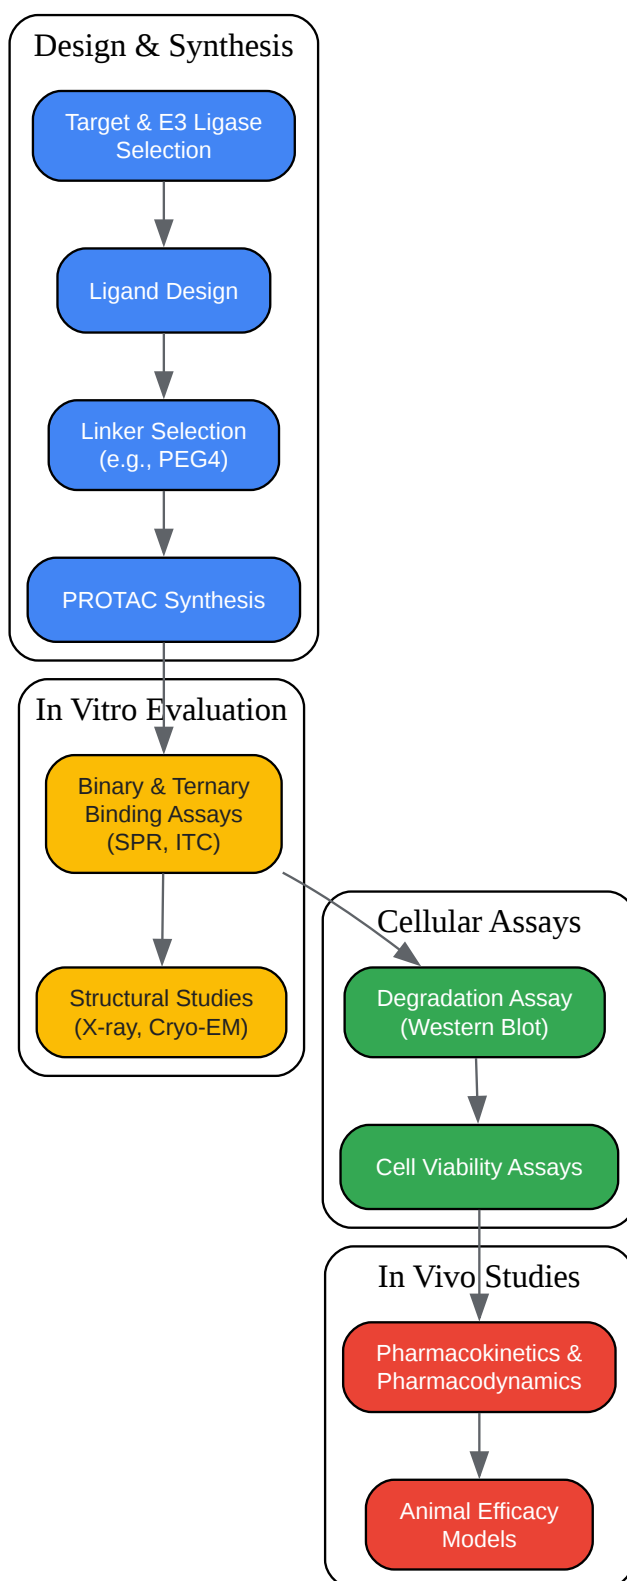 Design & Synthesis
Target & E3 Ligase
Selection
Ligand Design
Linker Selection
(e.g., PEG4)
PROTAC Synthesis
In Vitro Evaluation
Binary & Ternary
Binding Assays
(SPR, ITC)
Structural Studies
(X-ray, Cryo-EM)
Cellular Assays
Degradation Assay
(Western Blot)
Cell Viability Assays
In Vivo Studies
Pharmacokinetics &
Pharmacodynamics
Animal Efficacy
Models